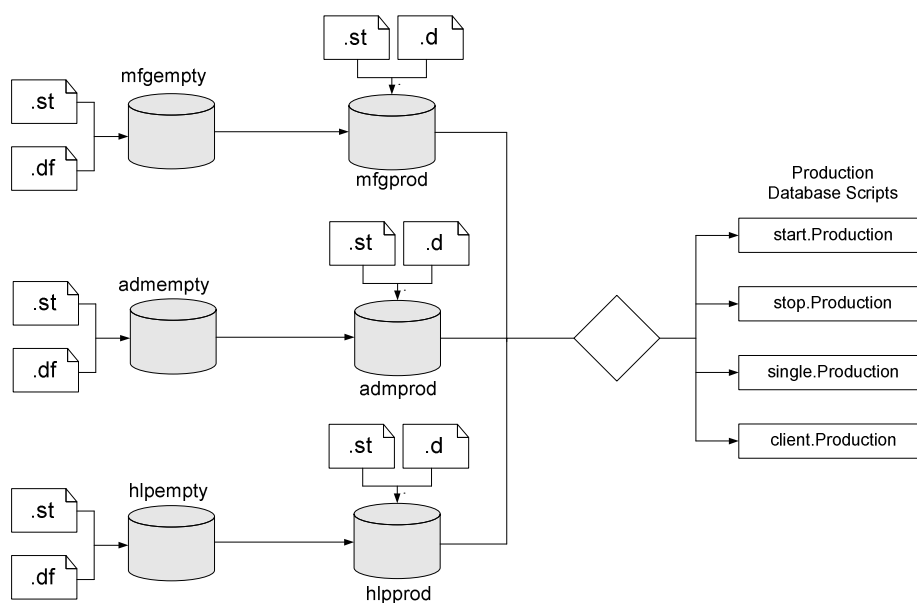 .st
.d
mfgempty
.st
.df
mfgprod
Production
Database Scripts
start.Production
.st
.d
admempty
.st
.df
admprod
stop.Production
single.Production
client.Production
.st
.d
hlpempty
.st
.df
hlpprod